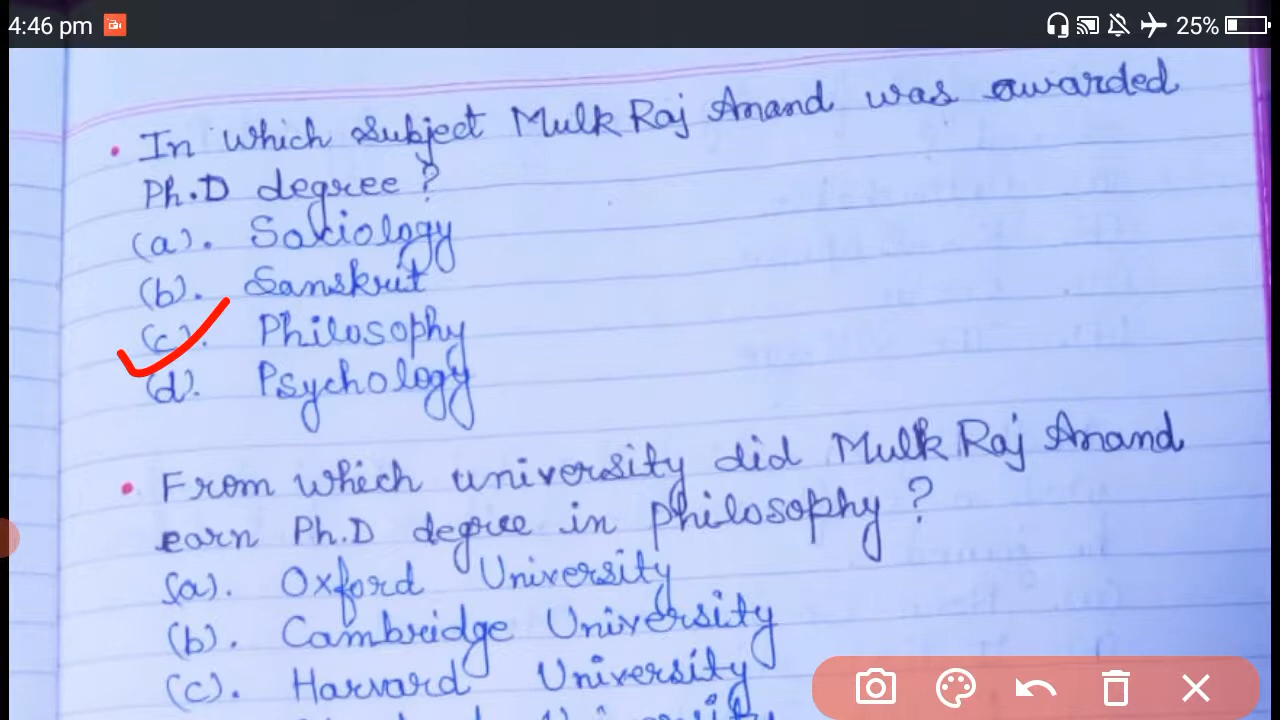 4:46 pm
25%
In which subject Mulk Raj Anand was awarded
Ph.D degree?
(a). Sociology
(b). Sanskrit
(c). Philosophy
(d). Psychology
From which university did Mulk Raj Anand
earn Ph.D degree in philosophy?
(a). Oxford University
(b). Cambridge University
(c). Harvard University
University